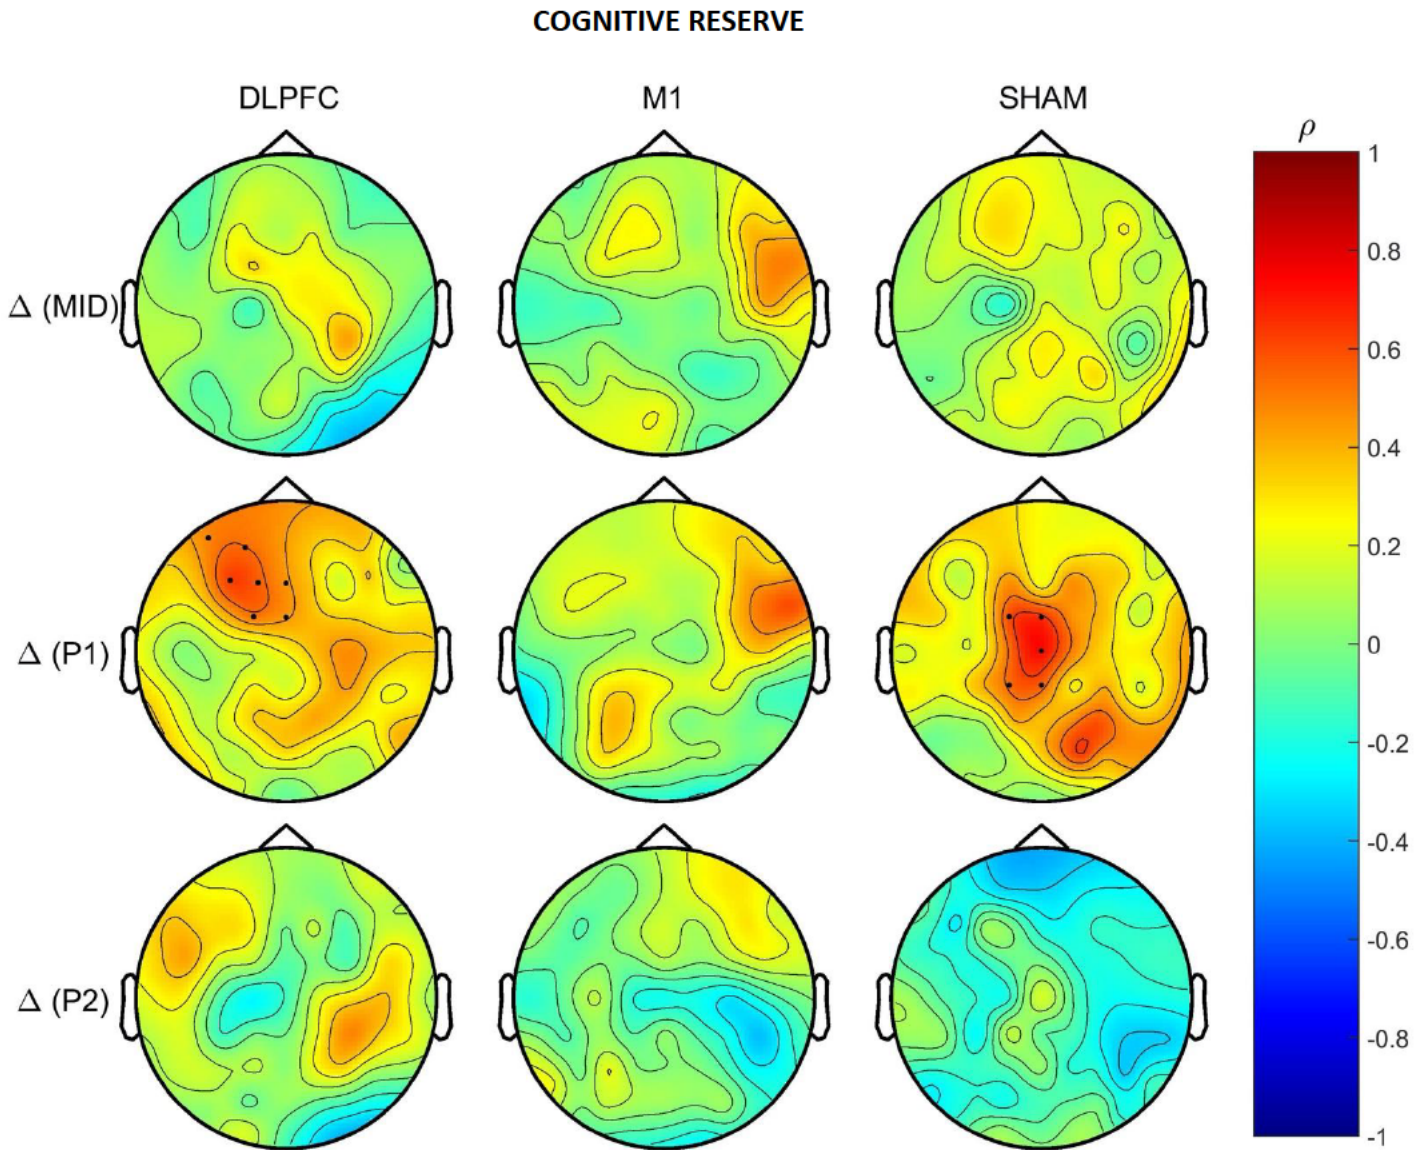 COGNITIVE RESERVE
DLPFC M1 SHAM
ρ
Δ (MID)
Δ (P1)
Δ (P2)
1
0.8
0.6
0.4
0.2
0
-0.2
-0.4
-0.6
-0.8
-1